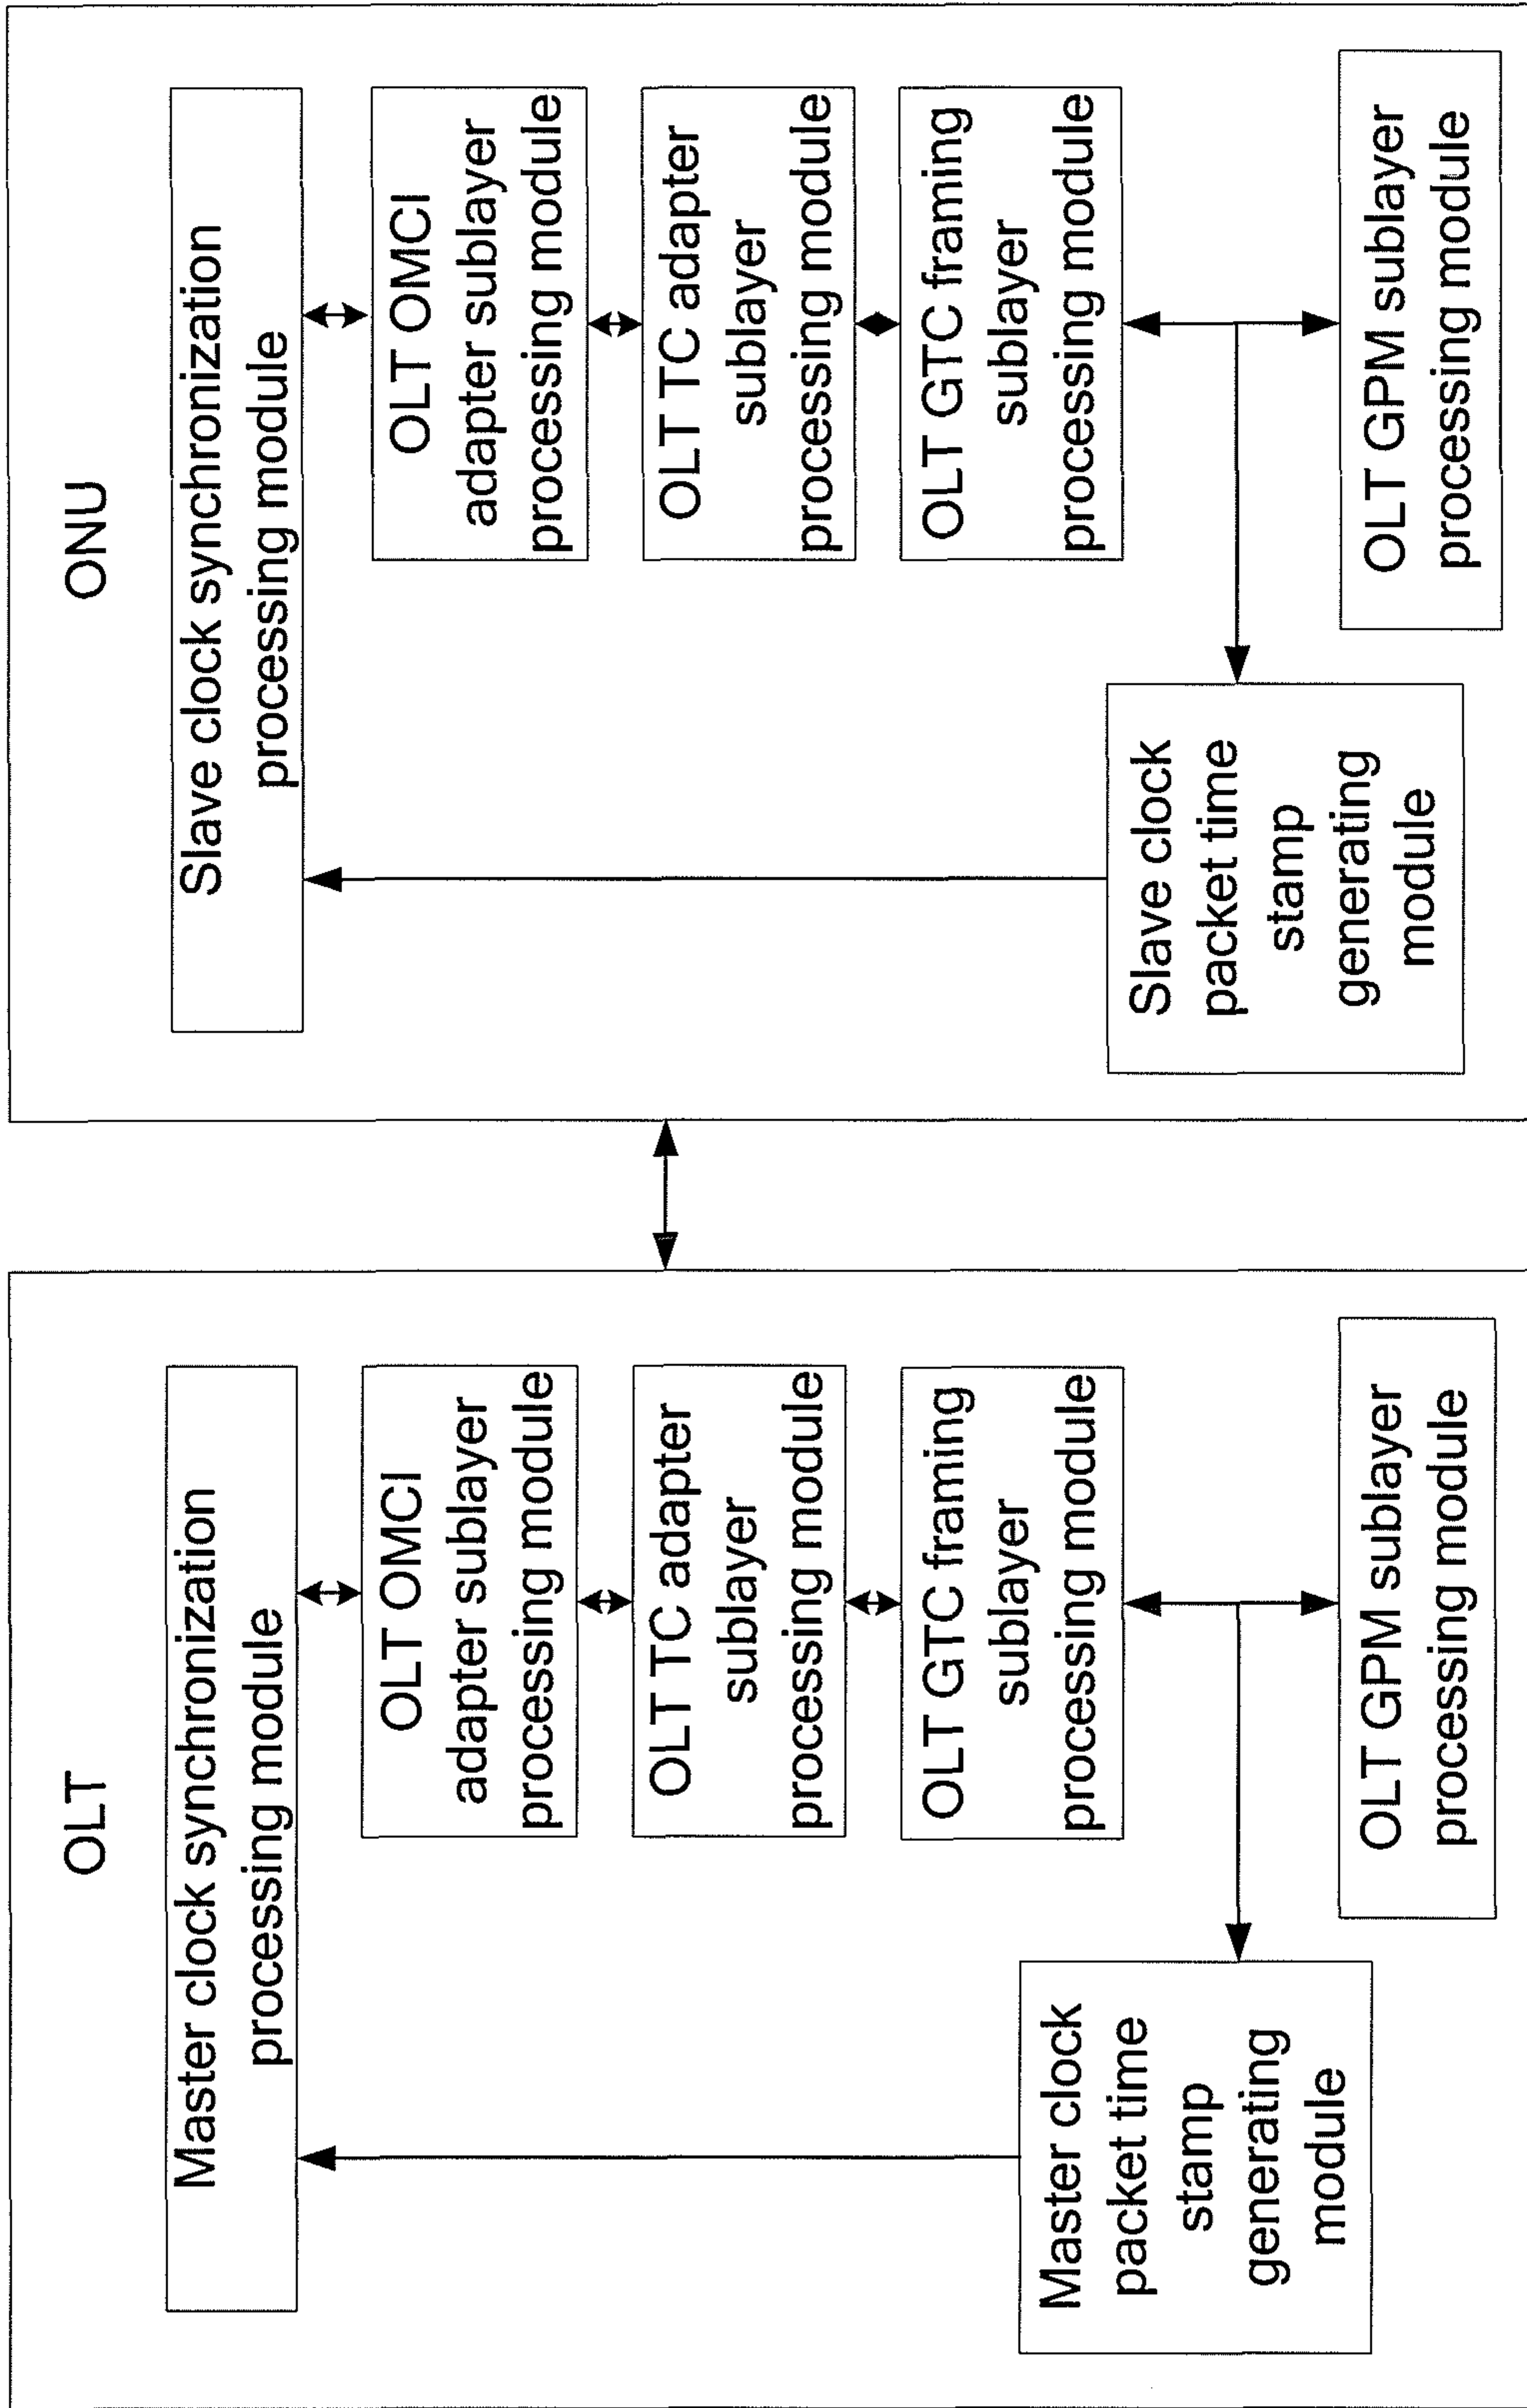 OLT
Master clock synchronization
processing module
OLT OMCI
adapter sublayer
processing module
OLT TC adapter
sublayer
processing module
OLT GTC framing
sublayer
processing module
Master clock
packet time
stamp
generating
module
OLT GPM sublayer
processing module
ONU
Slave clock synchronization
processing module
OLT OMCI
adapter sublayer
processing module
OLT TC adapter
sublayer
processing module
OLT GTC framing
sublayer
processing module
Slave clock
packet time
stamp
generating
module
OLT GPM sublayer
processing module